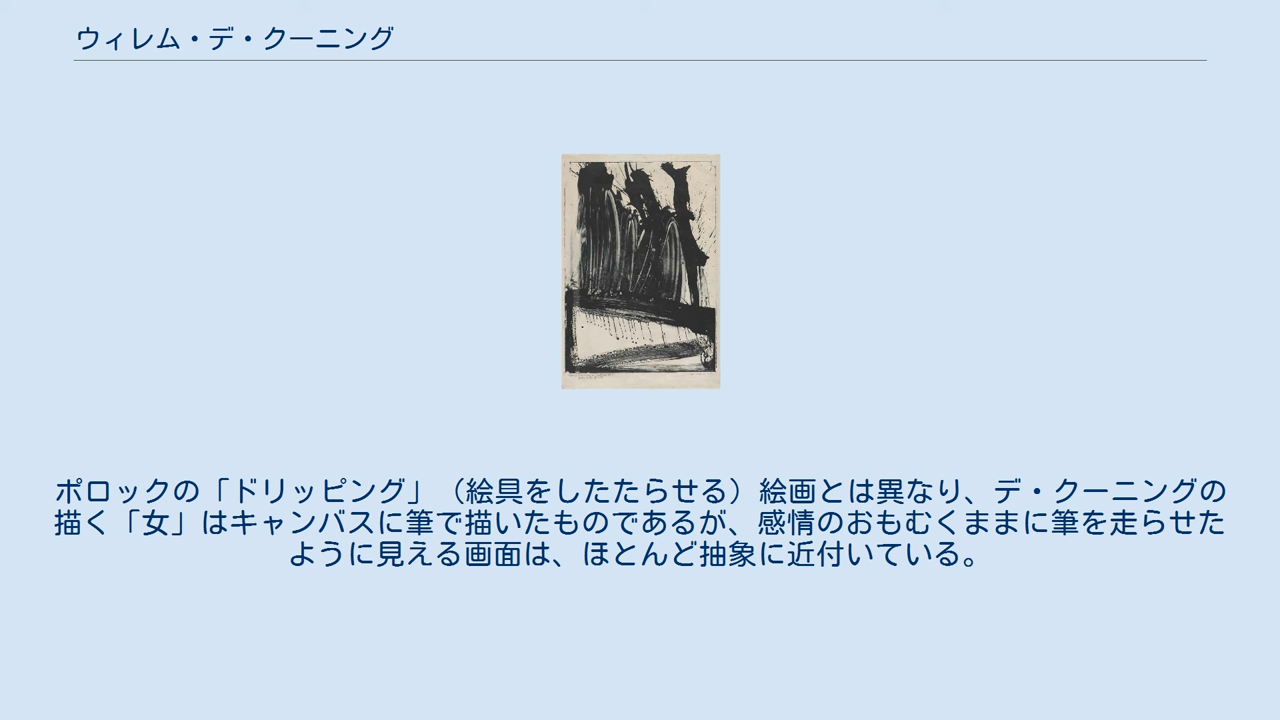 ウィレム・デ・クーニング
ポロックの「ドリッピング」（絵具をしたたらせる）絵画とは異なり、デ・クーニングの
描く「女」はキャンバスに筆で描いたものであるが、感情のおもむくままに筆を走らせた
ように見える画面は、ほとんど抽象に近付いている。